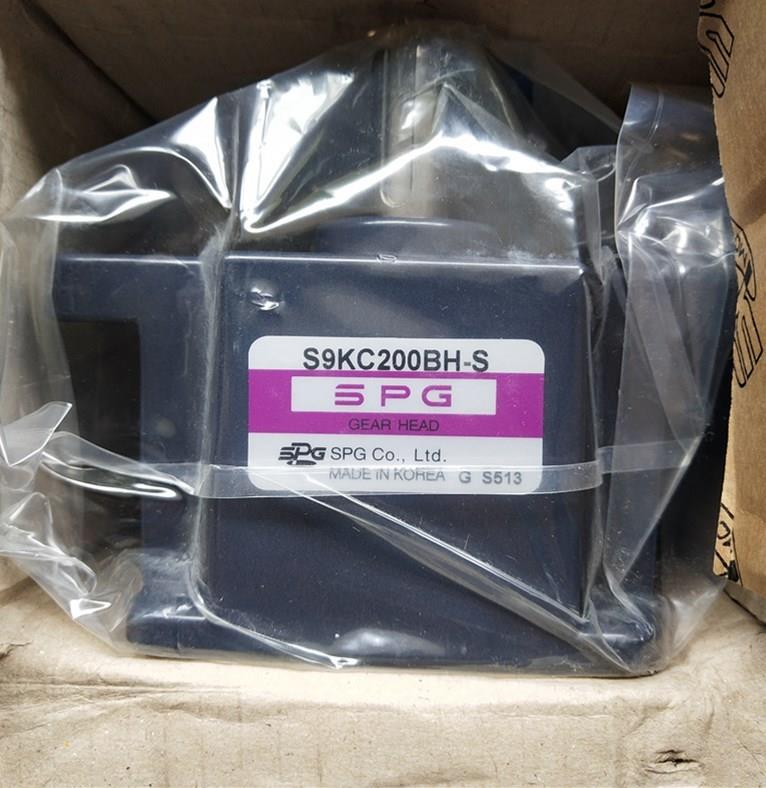 S9KC200BH-S
SPG
GEAR HEAD
SPG SPG Co., Ltd.
MADE IN KOREA G S513